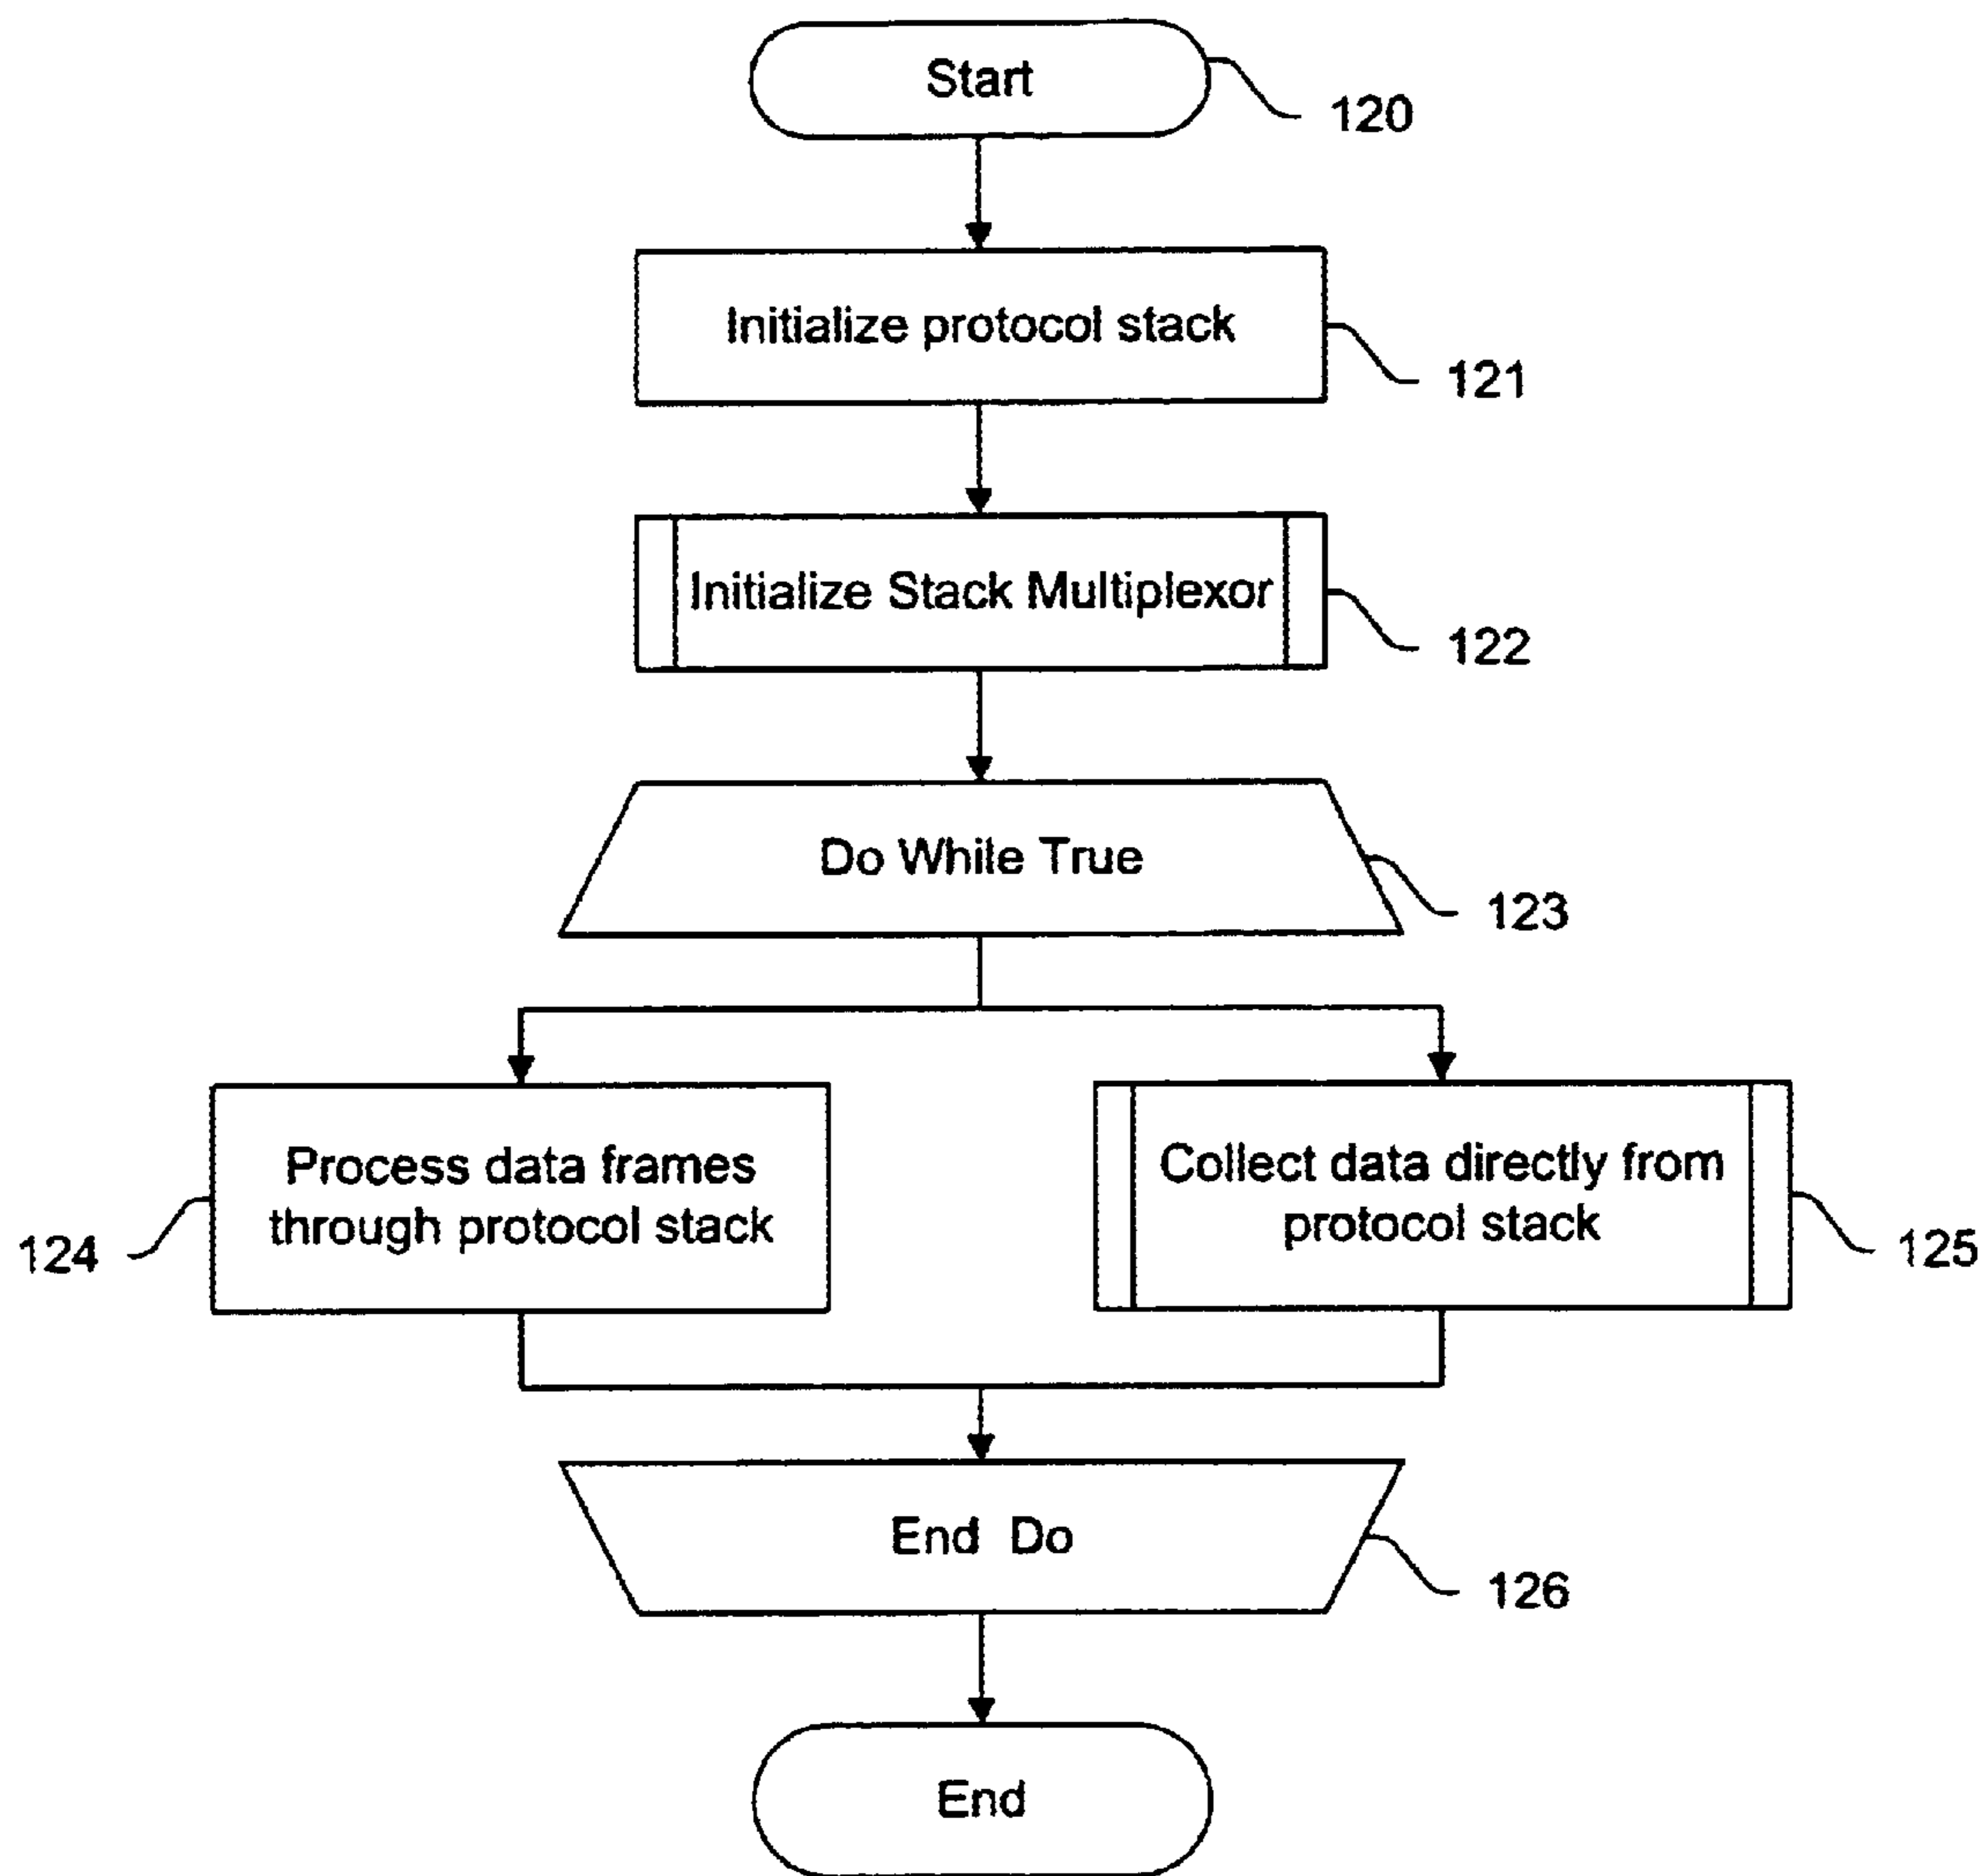 Start
120
Initialize protocol stack
121
Initialize Stack Multiplexor
122
Do While True
123
Process data frames
through protocol stack
124
Collect data directly from
protocol stack
125
End Do
126
End